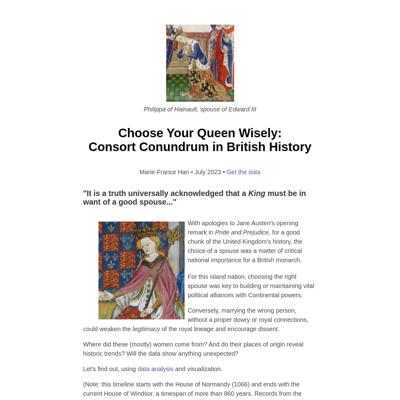 Philippa of Hainault, spouse of Edward III
Choose Your Queen Wisely:
Consort Conundrum in British History
Marie-France Han • July 2023 • Get the data
"It is a truth universally acknowledged that a King must be in
want of a good spouse..."
With apologies to Jane Austen's opening
remark in Pride and Prejudice, for a good
chunk of the United Kingdom's history, the
choice of a spouse was a matter of critical
national importance for a British monarch.
For this island nation, choosing the right
spouse was key to building or maintaining vital
political alliances with Continental powers.
Conversely, marrying the wrong person,
without a proper dowry or royal connections,
could weaken the legitimacy of the royal lineage and encourage dissent.
Where did these (mostly) women come from? And do their places of origin reveal
historic trends? Will the data show anything unexpected?
Let's find out, using data analysis and visualization.
(Note: this timeline starts with the House of Normandy (1066) and ends with the
current House of Windsor, a timespan of more than 860 years. Records from the